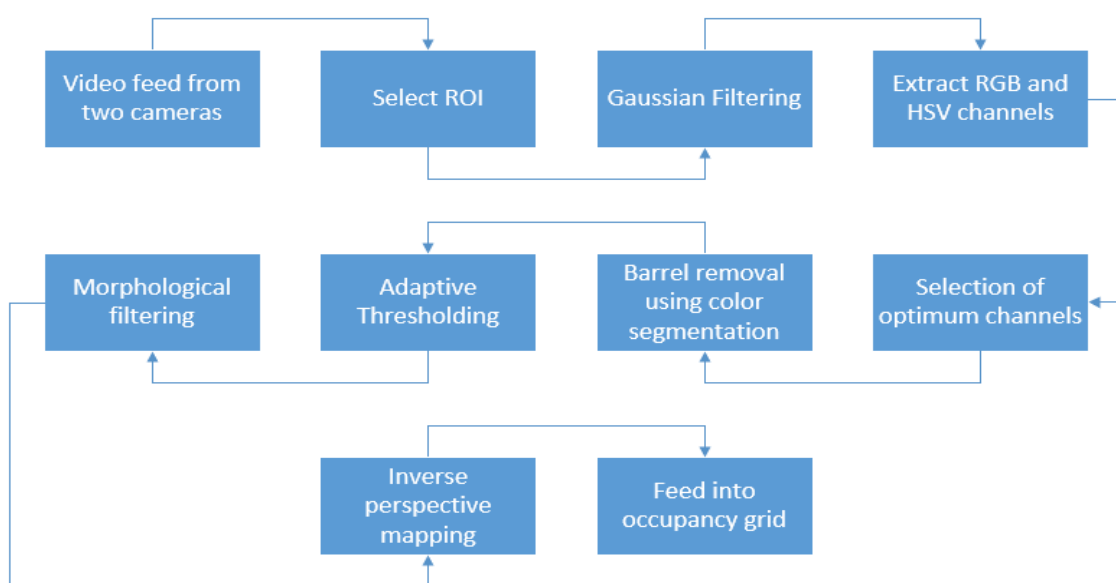 Video feed from
two cameras
Select ROI
Gaussian Filtering
Extract RGB and
HSV channels
Morphological
filtering
Adaptive
Thresholding
Barrel removal
using color
segmentation
Selection of
optimum channels
Inverse
perspective
mapping
Feed into
occupancy grid